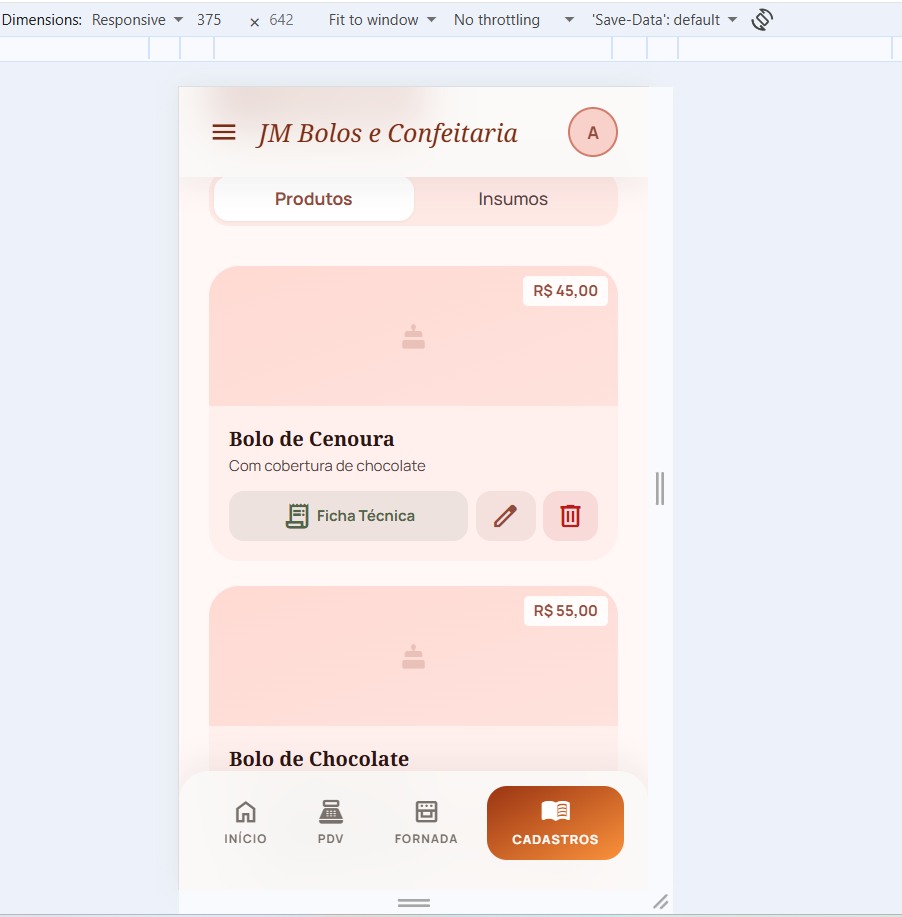 Dimensions: Responsive 375 × 642 Fit to window No throttling 'Save-Data': default
JM Bolos e Confeitaria A
Produtos Insumos
R$ 45,00
Bolo de Cenoura
Com cobertura de chocolate
Ficha Técnica
R$ 55,00
Bolo de Chocolate
INÍCIO PDV FORNADA CADASTROS